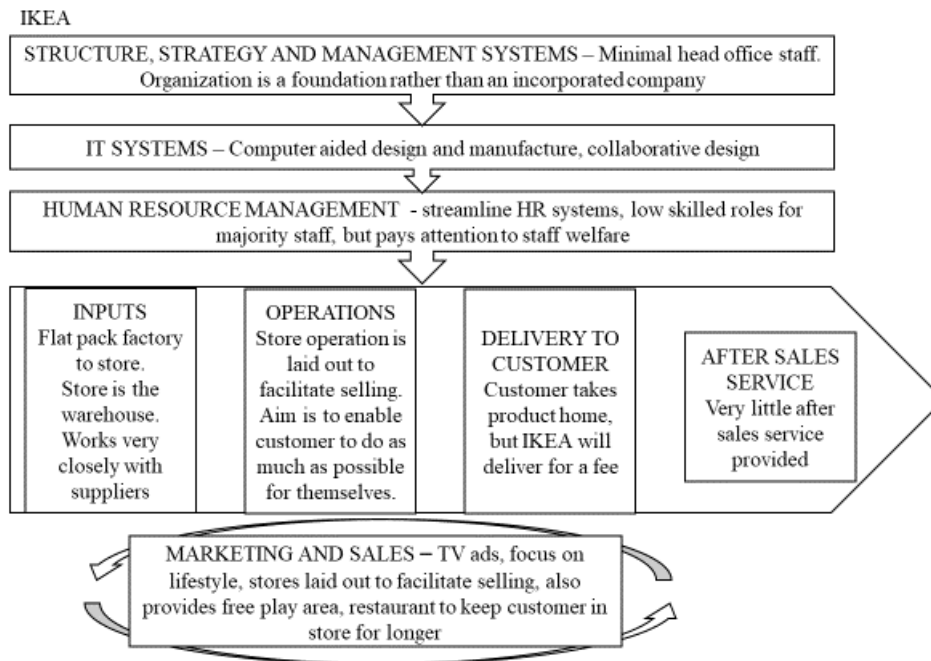 IKEA
STRUCTURE, STRATEGY AND MANAGEMENT SYSTEMS – Minimal head office staff.
Organization is a foundation rather than an incorporated company
IT SYSTEMS – Computer aided design and manufacture, collaborative design
HUMAN RESOURCE MANAGEMENT - streamline HR systems, low skilled roles for
majority staff, but pays attention to staff welfare
INPUTS
Flat pack factory
to store.
Store is the
warehouse.
Works very
closely with
suppliers
OPERATIONS
Store operation is
laid out to
facilitate selling.
Aim is to enable
customer to do as
much as possible
for themselves.
DELIVERY TO
CUSTOMER
Customer takes
product home,
but IKEA will
deliver for a fee
AFTER SALES
SERVICE
Very little after
sales service
provided
MARKETING AND SALES – TV ads, focus on
lifestyle, stores laid out to facilitate selling, also
provides free play area, restaurant to keep customer in
store for longer